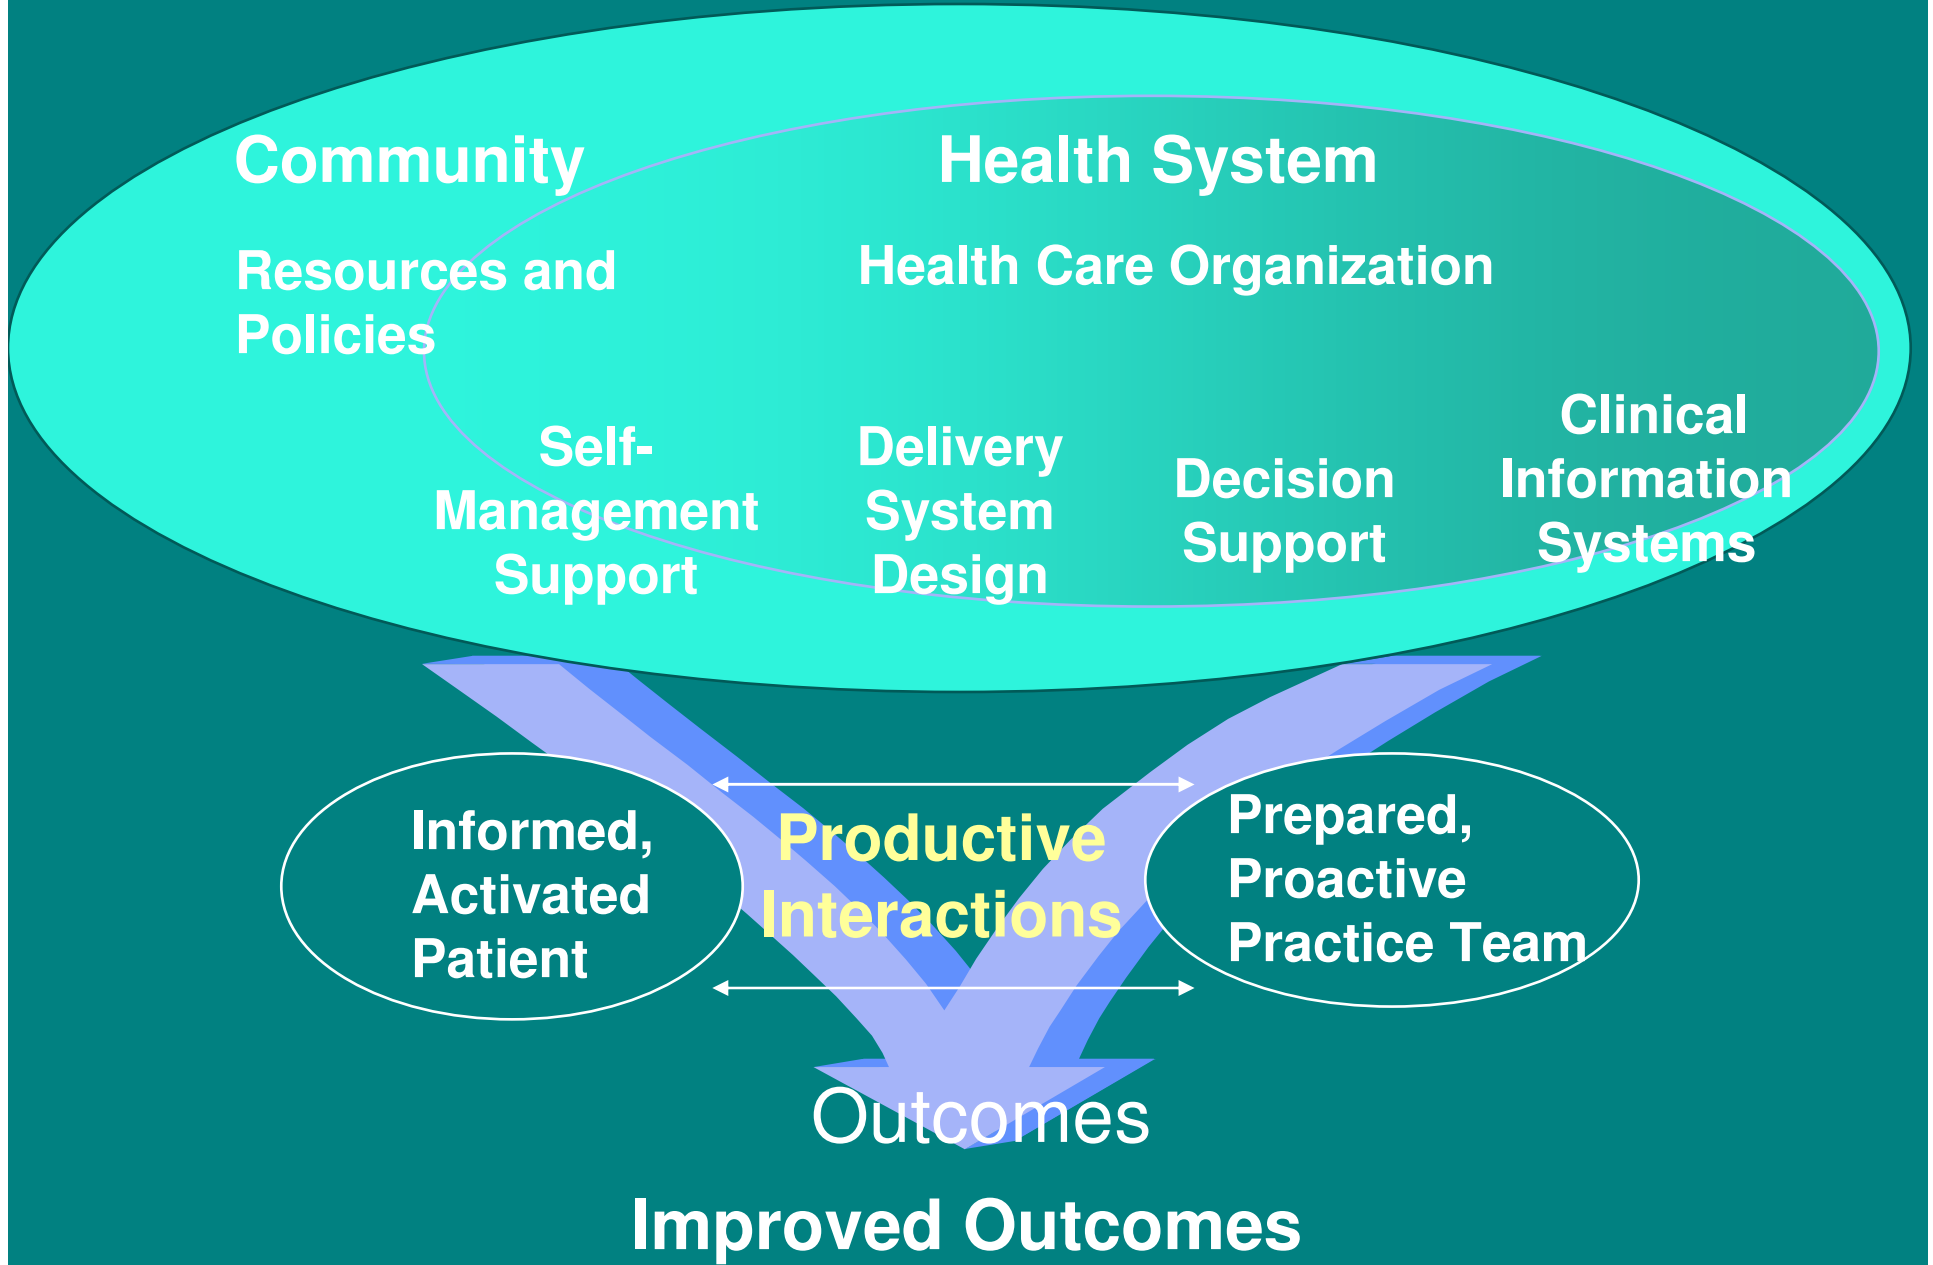 Community
Health System
Resources and
Policies
Health Care Organization
Self-
Management
Support
Delivery
System
Design
Decision
Support
Clinical
Information
Systems
Informed,
Activated
Patient
Productive
Interactions
Prepared,
Proactive
Practice Team
Outcomes
Improved Outcomes